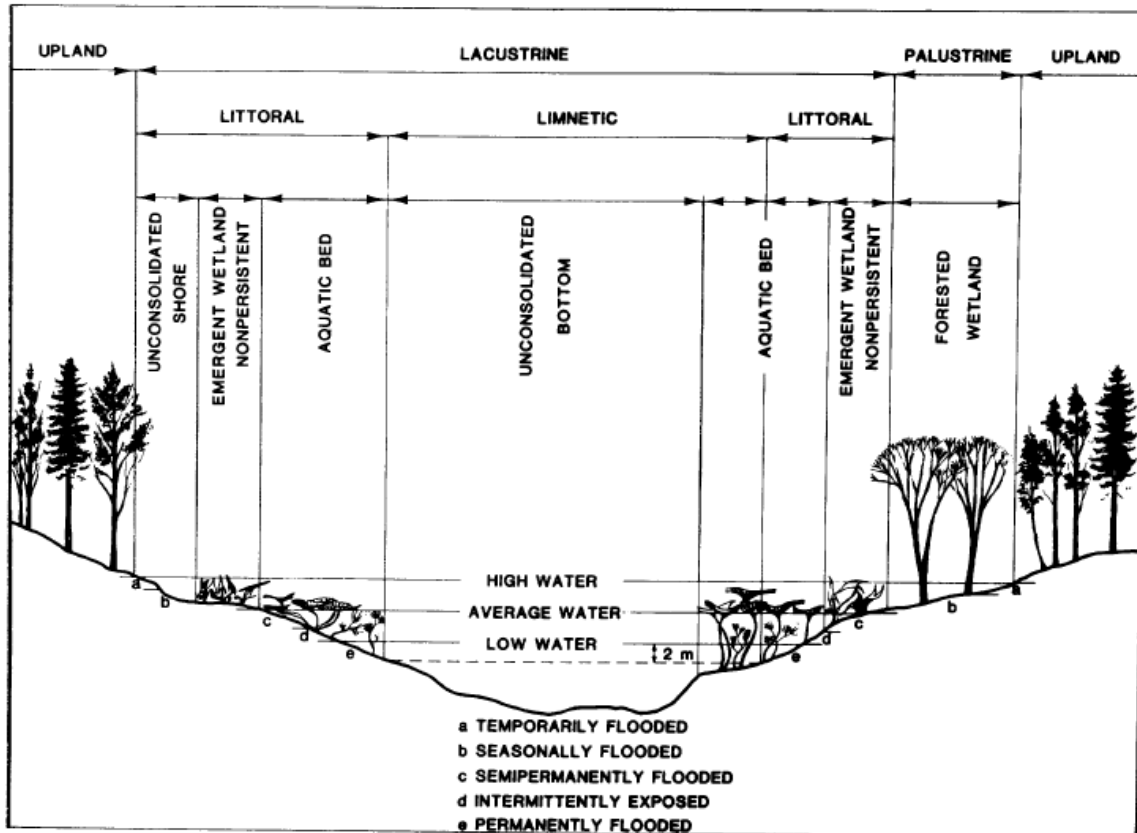 UPLAND
LACUSTRINE
PALUSTRINE
UPLAND
LITTORAL
LIMNETIC
LITTORAL
UNCONSOLIDATED
SHORE
EMERGENT WETLAND
NONPERSISTENT
AQUATIC BED
UNCONSOLIDATED
BOTTOM
AQUATIC BED
EMERGENT WETLAND
NONPERSISTENT
FORESTED
WETLAND
a
b
c
d
e
HIGH WATER
AVERAGE WATER
LOW WATER
2 m
e
d
c
b
a
a TEMPORARILY FLOODED
b SEASONALLY FLOODED
c SEMIPERMANENTLY FLOODED
d INTERMITTENTLY EXPOSED
e PERMANENTLY FLOODED